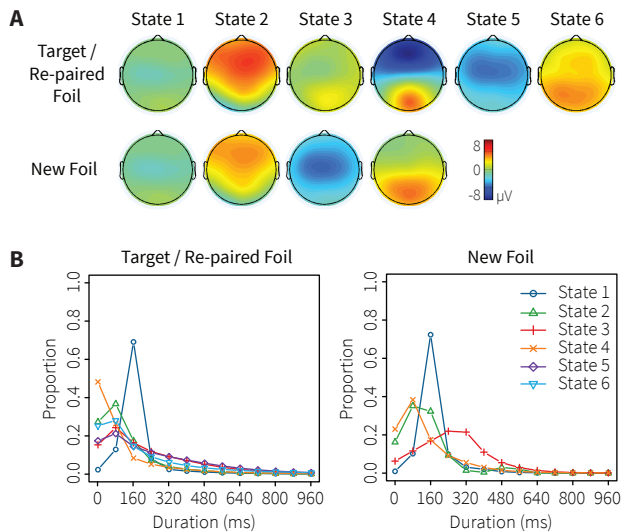 A
State 1 State 2 State 3 State 4 State 5 State 6
Target /
Re-paired
Foil
New Foil
8
0
-8
μV
B
Target / Re-paired Foil
New Foil
Proportion
0.0 0.2 0.4 0.6 0.8 1.0
0 160 320 480 640 800 960
Duration (ms)
Proportion
0.0 0.2 0.4 0.6 0.8 1.0
State 1
State 2
State 3
State 4
State 5
State 6
0 160 320 480 640 800 960
Duration (ms)